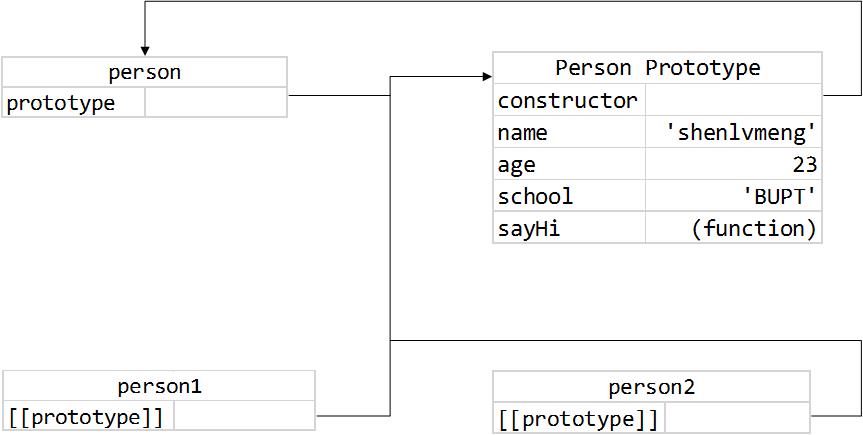 person
prototype
Person Prototype
constructor
name 'shenlvmeng'
age 23
school 'BUPT'
sayHi (function)
person1
[[prototype]]
person2
[[prototype]]